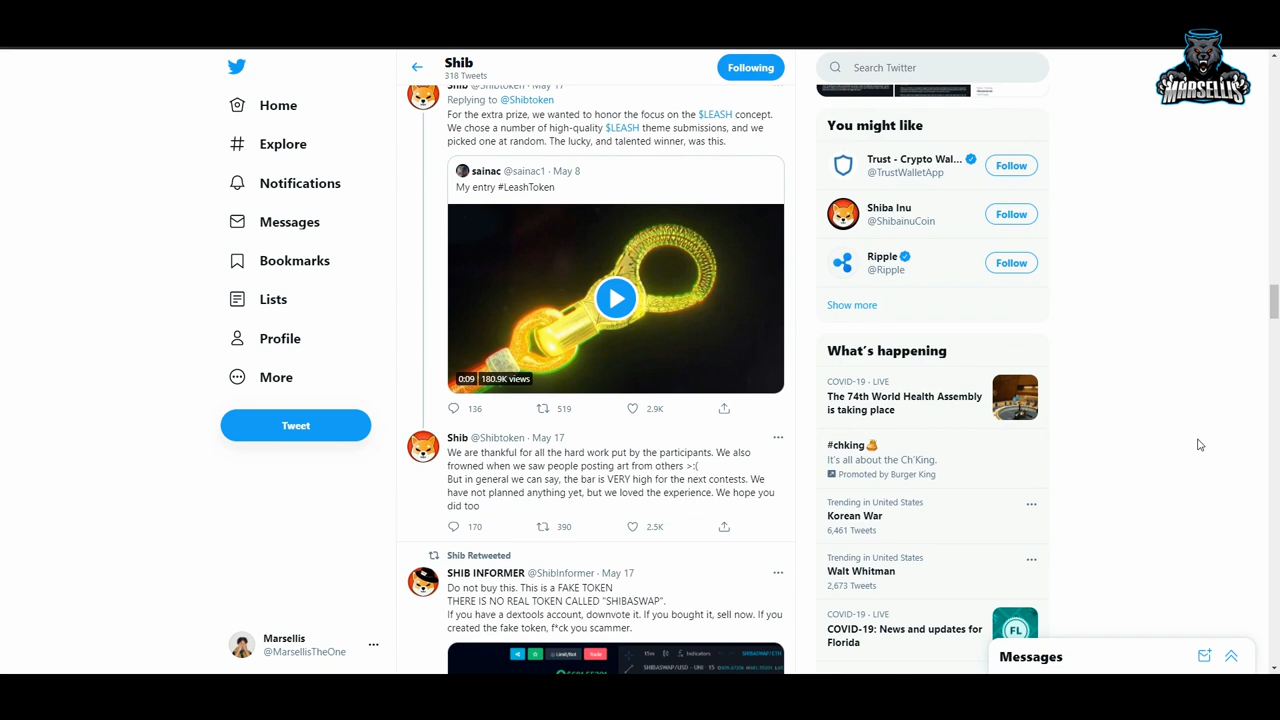 MARSELLIS
Home
Explore
Notifications
Messages
Bookmarks
Lists
Profile
More
Tweet
Marsellis
@MarsellisTheOne
Shib
318 Tweets
Following
Shib @Shibtoken · May 17
Replying to @Shibtoken
For the extra prize, we wanted to honor the focus on the $LEASH concept.
We chose a number of high-quality $LEASH theme submissions, and we
picked one at random. The lucky, and talented winner, was this.
sainac @sainac1 · May 8
My entry #LeashToken
0:09 180.9K views
136 519 2.9K
Shib @Shibtoken · May 17
We are thankful for all the hard work put by the participants. We also
frowned when we saw people posting art from others >:(
But in general we can say, the bar is VERY high for the next contests. We
have not planned anything yet, but we loved the experience. We hope you
did too
170 390 2.5K
Shib Retweeted
SHIB INFORMER @ShibInformer · May 17
Do not buy this. This is a FAKE TOKEN
THERE IS NO REAL TOKEN CALLED "SHIBASWAP".
If you have a dextools account, downvote it. If you bought it, sell now. If you
created the fake token, f*ck you scammer.
Trade
15m Indicators SHIBASWAP/ETH
Search Twitter
You might like
Trust - Crypto Wal...
@TrustWalletApp
Follow
Shiba Inu
@ShibainuCoin
Follow
Ripple
@Ripple
Follow
Show more
What's happening
COVID-19 · LIVE
The 74th World Health Assembly
is taking place
#chking
It's all about the Ch'King.
Promoted by Burger King
Trending in United States
Korean War
6,461 Tweets
Trending in United States
Walt Whitman
2,673 Tweets
COVID-19 · LIVE
COVID-19: News and updates for
Florida
FL
Messages